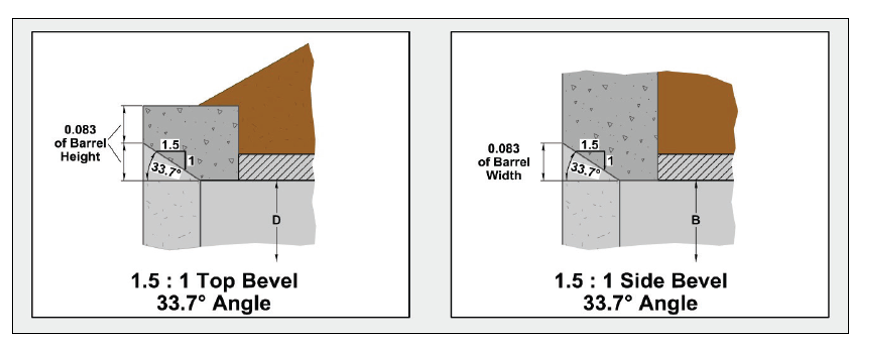 0.083
of Barrel
Height
1.5
1
33.7°
D
1.5 : 1 Top Bevel
33.7° Angle
0.083
of Barrel
Width
1.5
1
33.7°
B
1.5 : 1 Side Bevel
33.7° Angle